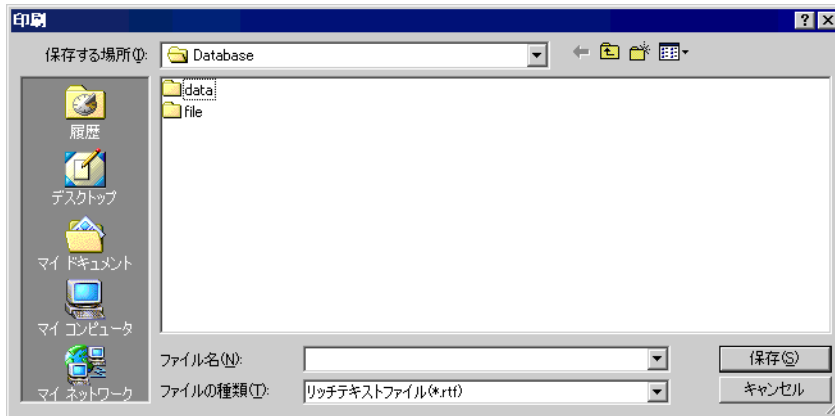 印刷
保存する場所(I):
Database
data
file
履歴
デスクトップ
マイ ドキュメント
マイ コンピュータ
マイ ネットワーク
ファイル名(N):
保存(S)
ファイルの種類(T):
リッチテキストファイル(*.rtf)
キャンセル